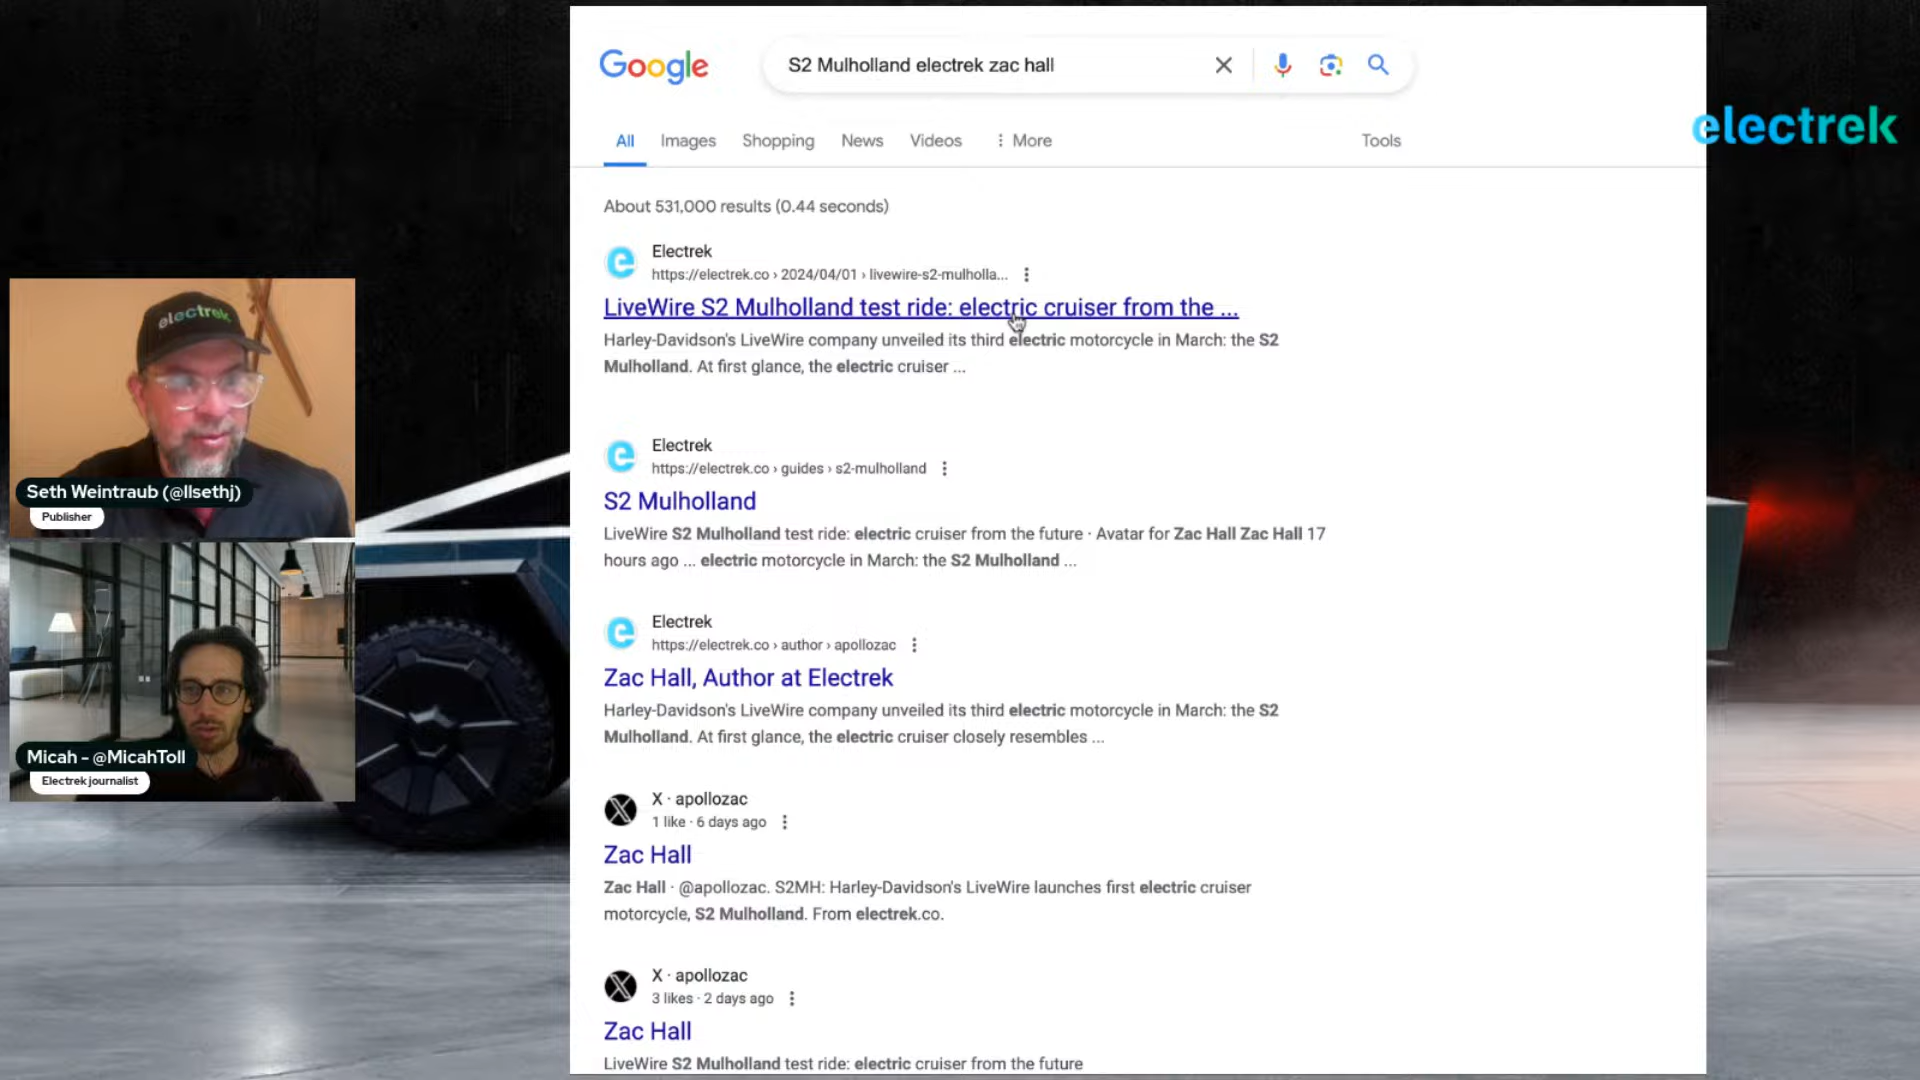 Google
S2 Mulholland electrek zac hall
All Images Shopping News Videos More Tools
electrek
About 531,000 results (0.44 seconds)
Electrek
https://electrek.co › 2024/04/01 › livewire-s2-mulholla...
LiveWire S2 Mulholland test ride: electric cruiser from the ...
Harley-Davidson's LiveWire company unveiled its third electric motorcycle in March: the S2
Mulholland. At first glance, the electric cruiser ...
Electrek
https://electrek.co › guides › s2-mulholland
S2 Mulholland
LiveWire S2 Mulholland test ride: electric cruiser from the future · Avatar for Zac Hall Zac Hall 17
hours ago ... electric motorcycle in March: the S2 Mulholland ...
Electrek
https://electrek.co › author › apollozac
Zac Hall, Author at Electrek
Harley-Davidson's LiveWire company unveiled its third electric motorcycle in March: the S2
Mulholland. At first glance, the electric cruiser closely resembles ...
X · apollozac
1 like · 6 days ago
Zac Hall
Zac Hall · @apollozac. S2MH: Harley-Davidson's LiveWire launches first electric cruiser
motorcycle, S2 Mulholland. From electrek.co.
X · apollozac
3 likes · 2 days ago
Zac Hall
LiveWire S2 Mulholland test ride: electric cruiser from the future
electrek
Seth Weintraub (@llsethj)
Publisher
Micah - @MicahToll
Electrek journalist